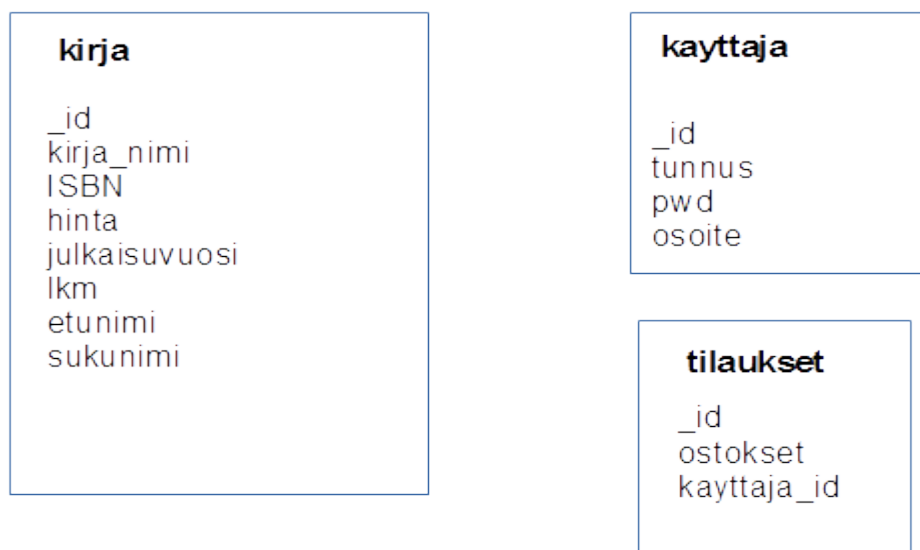 kirja
_id
kirja_nimi
ISBN
hinta
julkaisuvuosi
lkm
etunimi
sukunimi
kayttaja
_id
tunnus
pwd
osoite
tilaukset
_id
ostokset
kayttaja_id